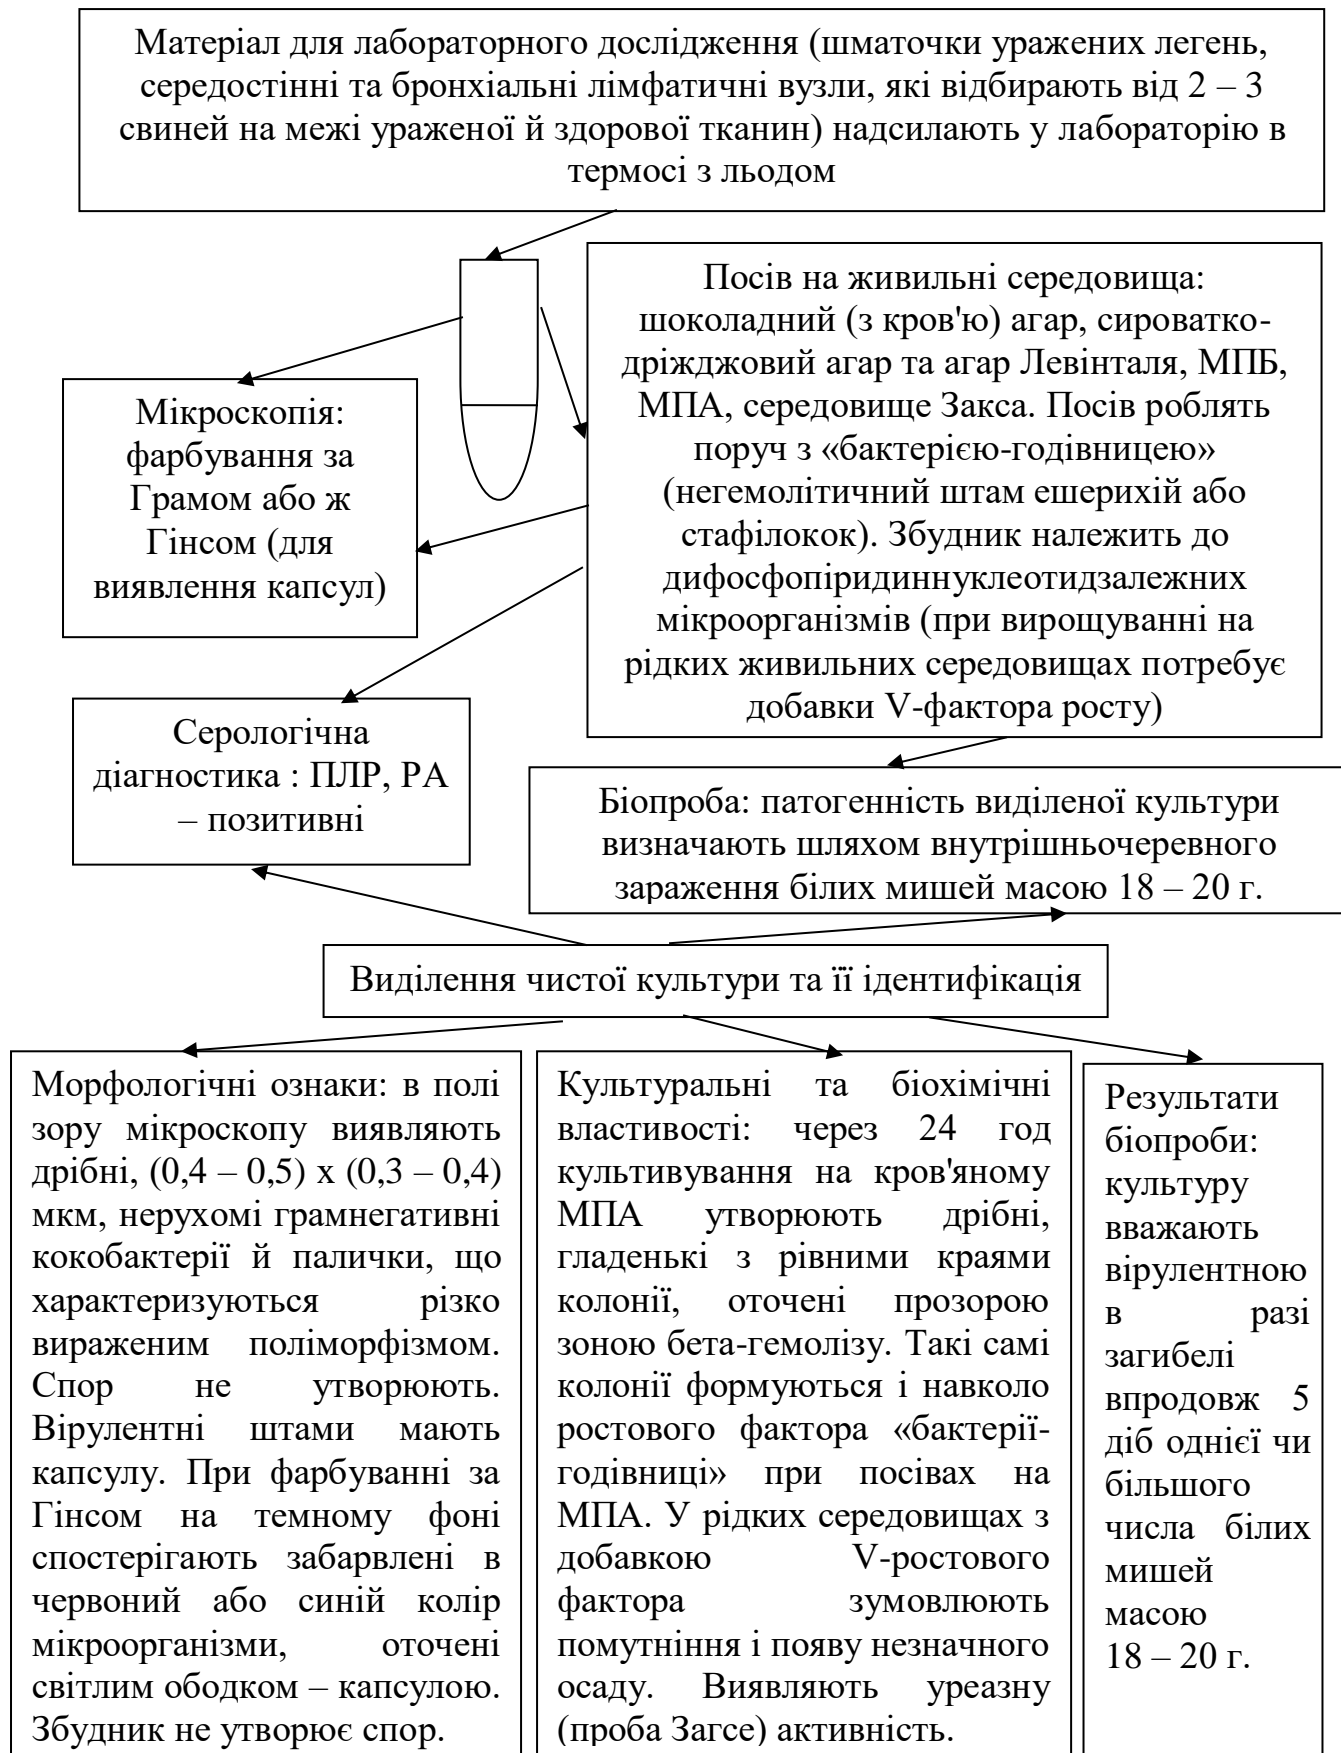 Матеріал для лабораторного дослідження (шматочки уражених легень,
середостінні та бронхіальні лімфатичні вузли, які відбирають від 2 – 3
свиней на межі ураженої й здорової тканин) надсилають у лабораторію в
термосі з льодом
Посів на живильні середовища:
шоколадний (з кров'ю) агар, сироватко-
дріжджовий агар та агар Левінталя, МПБ,
МПА, середовище Закса. Посів роблять
поруч з «бактерією-годівницею»
(негемолітичний штам ешерихій або
стафілокок). Збудник належить до
дифосфопіридиннуклеотидзалежних
мікроорганізмів (при вирощуванні на
рідких живильних середовищах потребує
добавки V-фактора росту)
Мікроскопія:
фарбування за
Грамом або ж
Гінсом (для
виявлення капсул)
Серологічна
діагностика : ПЛР, РА
– позитивні
Біопроба: патогенність виділеної культури
визначають шляхом внутрішньочеревного
зараження білих мишей масою 18 – 20 г.
Виділення чистої культури та її ідентифікація
Морфологічні ознаки: в полі
зору мікроскопу виявляють
дрібні, (0,4 – 0,5) х (0,3 – 0,4)
мкм, нерухомі грамнегативні
кокобактерії й палички, що
характеризуються різко
вираженим поліморфізмом.
Спор не утворюють.
Вірулентні штами мають
капсулу. При фарбуванні за
Гінсом на темному фоні
спостерігають забарвлені в
червоний або синій колір
мікроорганізми, оточені
світлим ободком – капсулою.
Збудник не утворює спор.
Культуральні та біохімічні
властивості: через 24 год
культивування на кров'яному
МПА утворюють дрібні,
гладенькі з рівними краями
колонії, оточені прозорою
зоною бета-гемолізу. Такі самі
колонії формуються і навколо
ростового фактора «бактерії-
годівниці» при посівах на
МПА. У рідких середовищах з
добавкою V-ростового
фактора зумовлюють
помутніння і появу незначного
осаду. Виявляють уреазну
(проба Загсе) активність.
Результати
біопроби:
культуру
вважають
вірулентною
в разі
загибелі
впродовж 5
діб однієї чи
більшого
числа білих
мишей
масою
18 – 20 г.